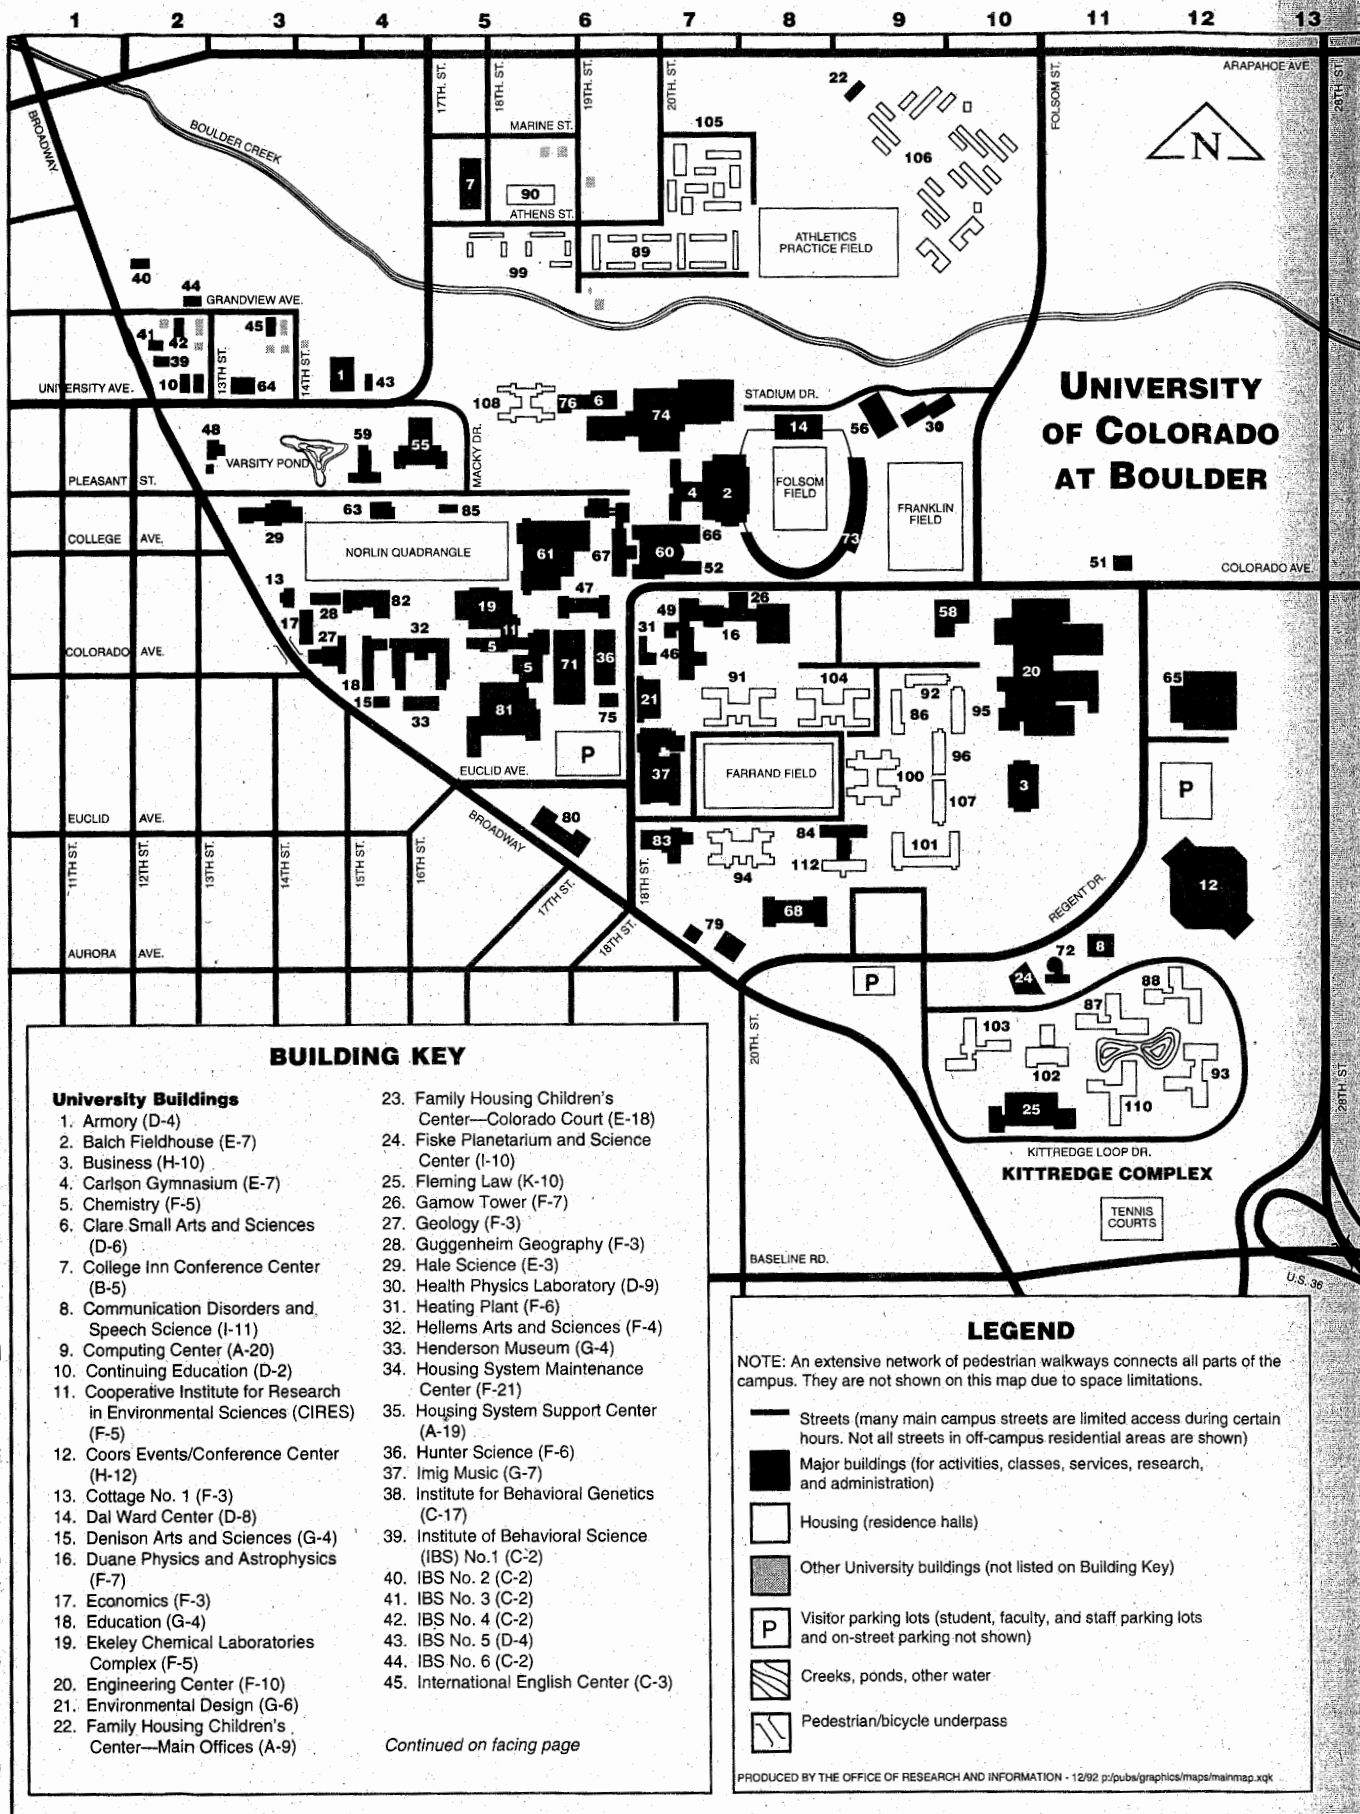 1 2 3 4 5 6 7 8 9 10 11 12 13
ARAPAHOE AVE
28TH ST.
BROADWAY
BOULDER CREEK
17TH. ST.
18TH. ST.
19TH. ST.
20TH. ST.
FOLSOM ST.
MARINE ST.
ATHENS ST.
22
105
106
N
7
90
99
89
ATHLETICS
PRACTICE FIELD
40
44
GRANDVIEW AVE.
41
42
45
39
10
13TH ST.
64
14TH ST.
1
43
UNIVERSITY AVE.
UNIVERSITY
OF COLORADO
AT BOULDER
108
76
6
74
STADIUM DR.
14
56
30
48
VARSITY POND
59
55
MACKY DR.
PLEASANT ST.
4
2
FOLSOM
FIELD
FRANKLIN
FIELD
73
29
63
85
COLLEGE AVE.
NORLIN QUADRANGLE
61
67
60
66
52
51
COLORADO AVE.
13
28
82
19
47
49
26
58
17
27
32
11
5
5
31
46
16
COLORADO AVE.
18
15
33
81
71
36
75
21
91
104
92
86
95
20
65
P
EUCLID AVE.
37
FARRAND FIELD
100
96
107
3
P
EUCLID AVE.
BROADWAY
80
83
94
84
112
101
12
11TH ST.
12TH ST.
13TH ST.
14TH ST.
15TH ST.
16TH ST.
17TH ST.
18TH ST.
18TH ST.
REGENT DR.
68
79
AURORA AVE.
P
72
8
24
88
87
103
102
93
110
25
20TH. ST.
28TH ST.
KITTREDGE LOOP DR.
KITTREDGE COMPLEX
TENNIS
COURTS
BASELINE RD.
U.S. 36
BUILDING KEY
University Buildings
1. Armory (D-4)
2. Balch Fieldhouse (E-7)
3. Business (H-10)
4. Carlson Gymnasium (E-7)
5. Chemistry (F-5)
6. Clare Small Arts and Sciences
(D-6)
7. College Inn Conference Center
(B-5)
8. Communication Disorders and
Speech Science (I-11)
9. Computing Center (A-20)
10. Continuing Education (D-2)
11. Cooperative Institute for Research
in Environmental Sciences (CIRES)
(F-5)
12. Coors Events/Conference Center
(H-12)
13. Cottage No. 1 (F-3)
14. Dal Ward Center (D-8)
15. Denison Arts and Sciences (G-4)
16. Duane Physics and Astrophysics
(F-7)
17. Economics (F-3)
18. Education (G-4)
19. Ekeley Chemical Laboratories
Complex (F-5)
20. Engineering Center (F-10)
21. Environmental Design (G-6)
22. Family Housing Children's
Center—Main Offices (A-9)
23. Family Housing Children's
Center—Colorado Court (E-18)
24. Fiske Planetarium and Science
Center (I-10)
25. Fleming Law (K-10)
26. Gamow Tower (F-7)
27. Geology (F-3)
28. Guggenheim Geography (F-3)
29. Hale Science (E-3)
30. Health Physics Laboratory (D-9)
31. Heating Plant (F-6)
32. Hellems Arts and Sciences (F-4)
33. Henderson Museum (G-4)
34. Housing System Maintenance
Center (F-21)
35. Housing System Support Center
(A-19)
36. Hunter Science (F-6)
37. Imig Music (G-7)
38. Institute for Behavioral Genetics
(C-17)
39. Institute of Behavioral Science
(IBS) No.1 (C-2)
40. IBS No. 2 (C-2)
41. IBS No. 3 (C-2)
42. IBS No. 4 (C-2)
43. IBS No. 5 (D-4)
44. IBS No. 6 (C-2)
45. International English Center (C-3)
Continued on facing page
LEGEND
NOTE: An extensive network of pedestrian walkways connects all parts of the
campus. They are not shown on this map due to space limitations.
Streets (many main campus streets are limited access during certain
hours. Not all streets in off-campus residential areas are shown)
Major buildings (for activities, classes, services, research,
and administration)
Housing (residence halls)
Other University buildings (not listed on Building Key)
P
Visitor parking lots (student, faculty, and staff parking lots
and on-street parking not shown)
Creeks, ponds, other water
Pedestrian/bicycle underpass
PRODUCED BY THE OFFICE OF RESEARCH AND INFORMATION - 12/92 p:/pubs/graphics/maps/mainmap.xqk